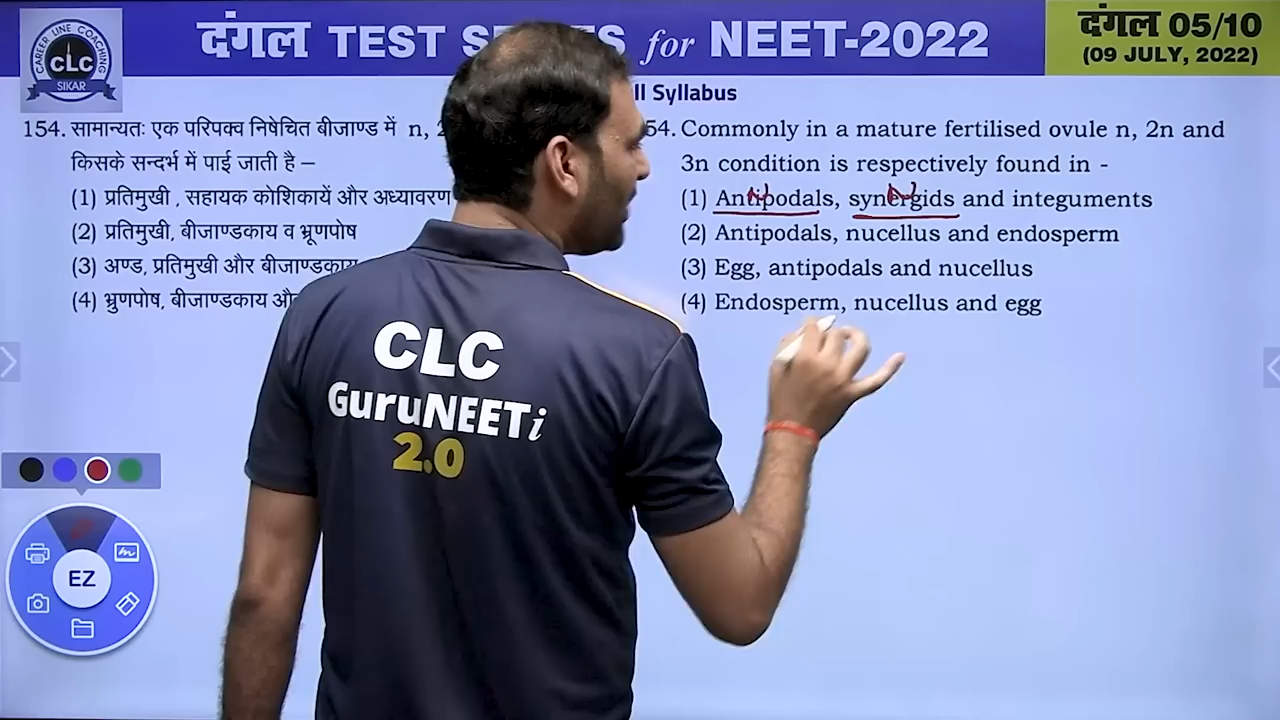 CAREER LINE COACHING
CLC
SIKAR
दंगल TEST for NEET-2022
दंगल 05/10
(09 JULY, 2022)
Syllabus
154. सामान्यतः एक परिपक्व निषेचित बीजाण्ड में n,
किसके सन्दर्भ में पाई जाती है –
(1) प्रतिमुखी , सहायक कोशिकायें और अध्यावरण
(2) प्रतिमुखी, बीजाण्डकाय व भ्रूणपोष
(3) अण्ड, प्रतिमुखी और बीजाण्डकाय
(4) भ्रुणपोष, बीजाण्डकाय
54. Commonly in a mature fertilised ovule n, 2n and
3n condition is respectively found in -
(1) Antipodals, synergids and integuments
(2) Antipodals, nucellus and endosperm
(3) Egg, antipodals and nucellus
(4) Endosperm, nucellus and egg
CLC
GuruNEETi
2.0
EZ